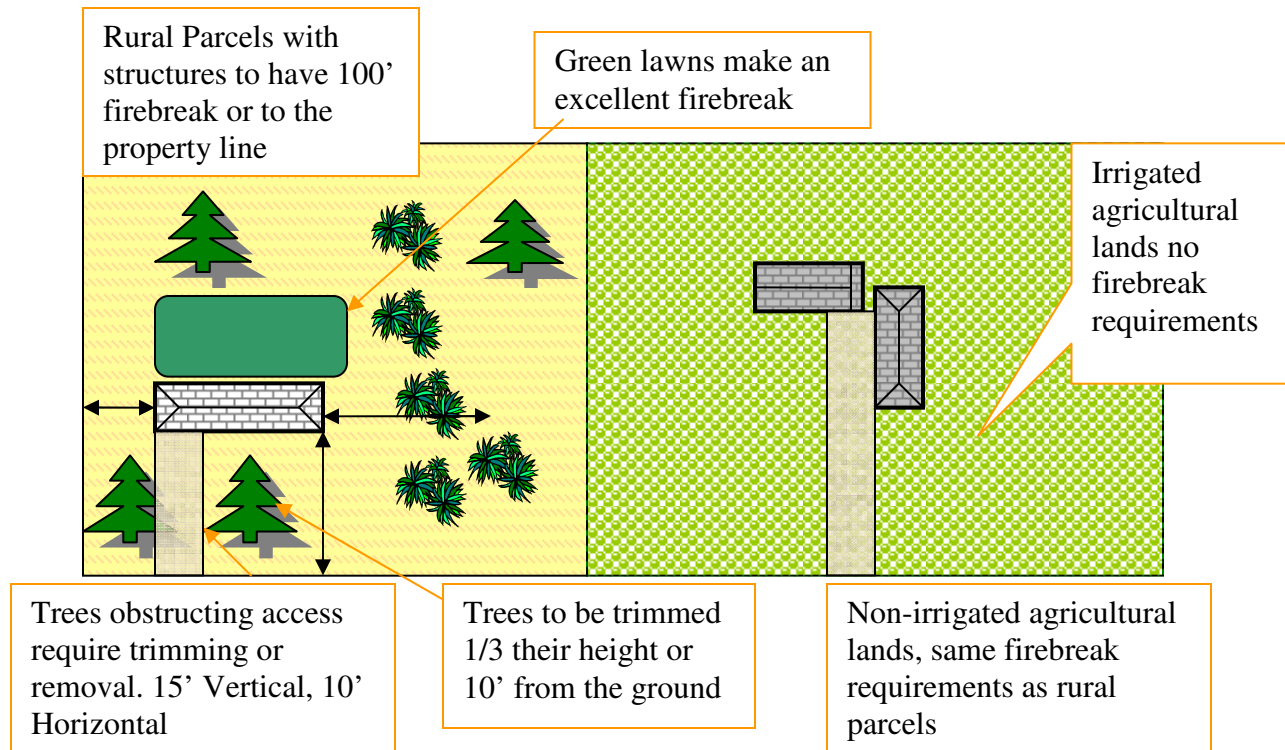 Rural Parcels with
structures to have 100’
firebreak or to the
property line
Green lawns make an
excellent firebreak
Irrigated
agricultural
lands no
firebreak
requirements
Trees obstructing access
require trimming or
removal. 15’ Vertical, 10’
Horizontal
Trees to be trimmed
1/3 their height or
10’ from the ground
Non-irrigated agricultural
lands, same firebreak
requirements as rural
parcels